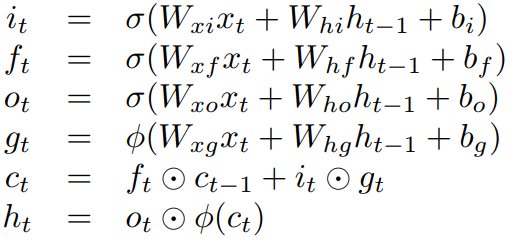 i_t = σ(W_{xi}x_t + W_{hi}h_{t−1} + b_i)
f_t = σ(W_{xf}x_t + W_{hf}h_{t−1} + b_f)
o_t = σ(W_{xo}x_t + W_{ho}h_{t−1} + b_o)
g_t = ϕ(W_{xg}x_t + W_{hg}h_{t−1} + b_g)
c_t = f_t ⊙ c_{t−1} + i_t ⊙ g_t
h_t = o_t ⊙ ϕ(c_t)